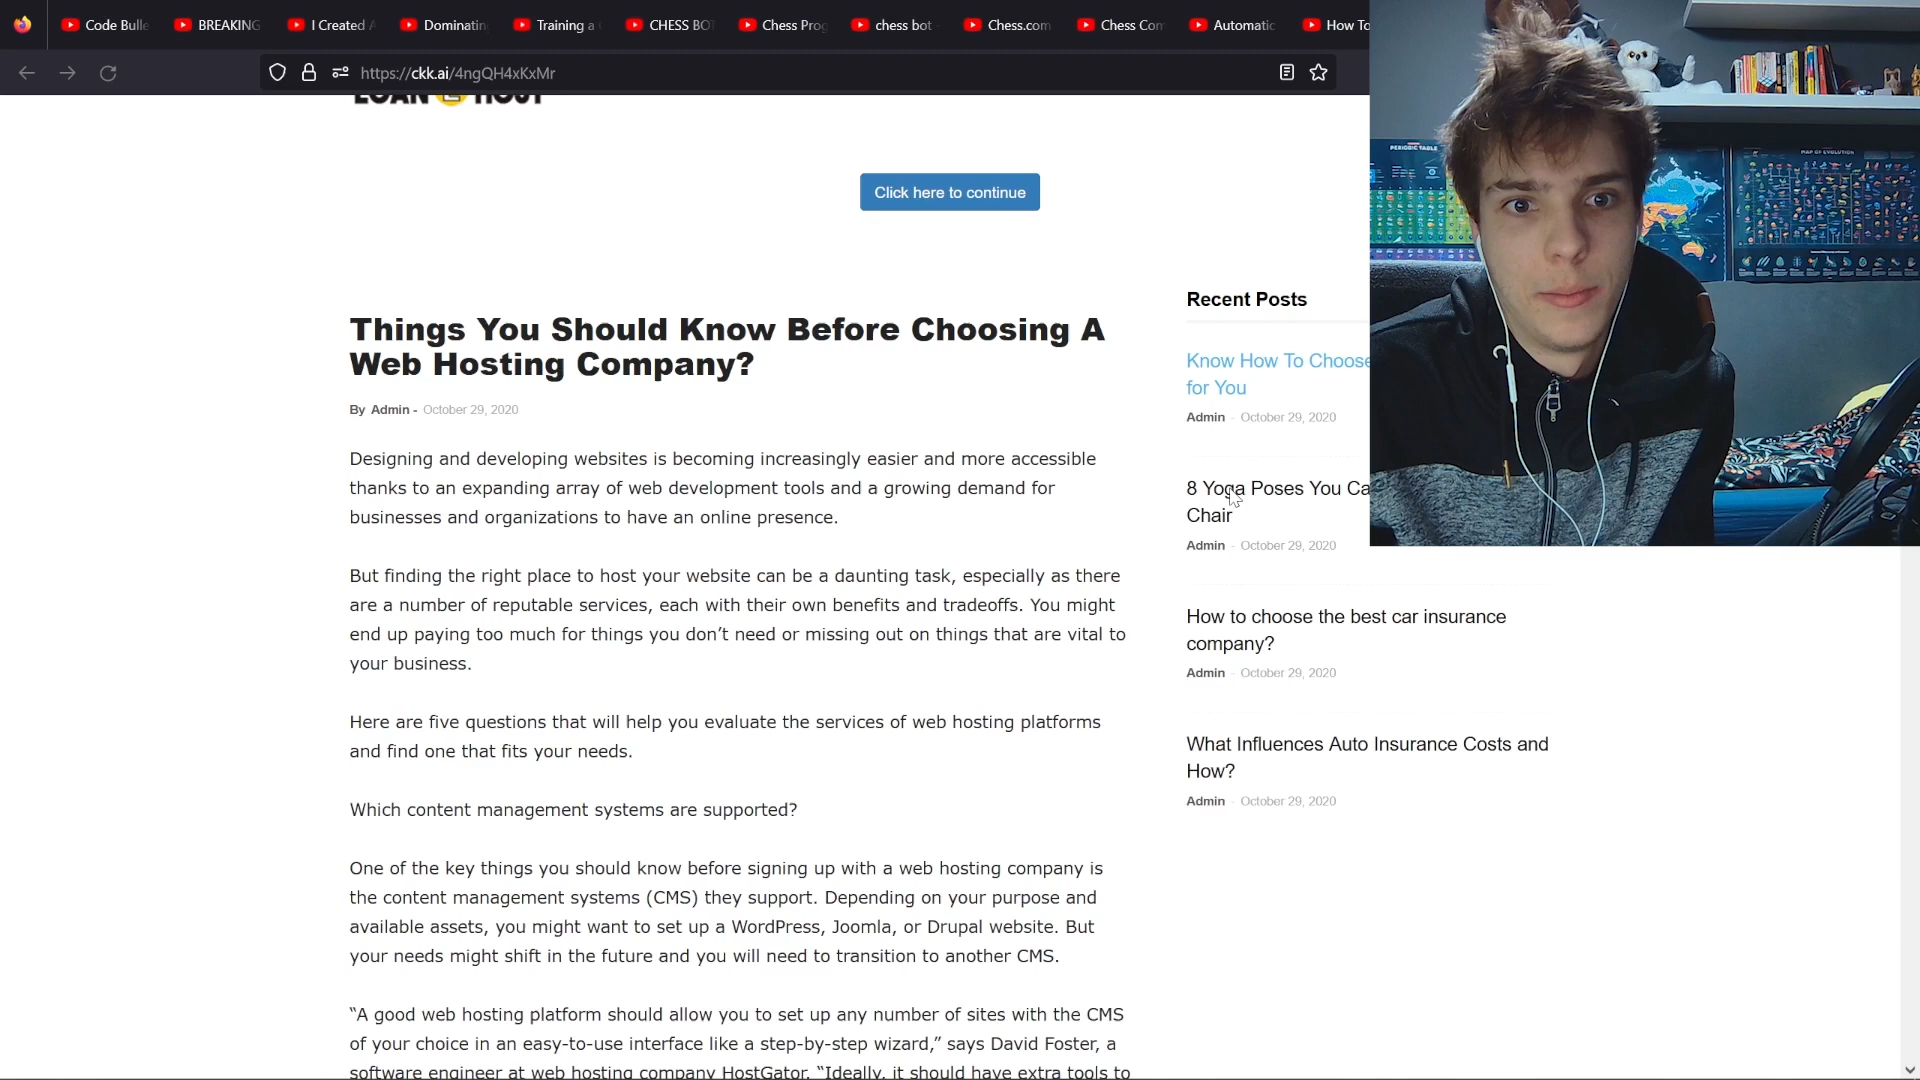 Code Bulle
BREAKING
I Created A
Dominatin
Training a
CHESS BO
Chess Prog
chess bot
Chess.com
Chess Com
Automatic
How To
https://ckk.ai/4ngQH4xKxMr
LOAN HOST
Click here to continue
Things You Should Know Before Choosing A
Web Hosting Company?
By Admin - October 29, 2020
Designing and developing websites is becoming increasingly easier and more accessible
thanks to an expanding array of web development tools and a growing demand for
businesses and organizations to have an online presence.
But finding the right place to host your website can be a daunting task, especially as there
are a number of reputable services, each with their own benefits and tradeoffs. You might
end up paying too much for things you don’t need or missing out on things that are vital to
your business.
Here are five questions that will help you evaluate the services of web hosting platforms
and find one that fits your needs.
Which content management systems are supported?
One of the key things you should know before signing up with a web hosting company is
the content management systems (CMS) they support. Depending on your purpose and
available assets, you might want to set up a WordPress, Joomla, or Drupal website. But
your needs might shift in the future and you will need to transition to another CMS.
“A good web hosting platform should allow you to set up any number of sites with the CMS
of your choice in an easy-to-use interface like a step-by-step wizard,” says David Foster, a
software engineer at web hosting company HostGator. “Ideally, it should have extra tools to
Recent Posts
Know How To Choose
for You
Admin - October 29, 2020
8 Yoga Poses You Ca
Chair
Admin - October 29, 2020
How to choose the best car insurance
company?
Admin - October 29, 2020
What Influences Auto Insurance Costs and
How?
Admin - October 29, 2020
PERIODIC TABLE
MAP OF EVOLUTION